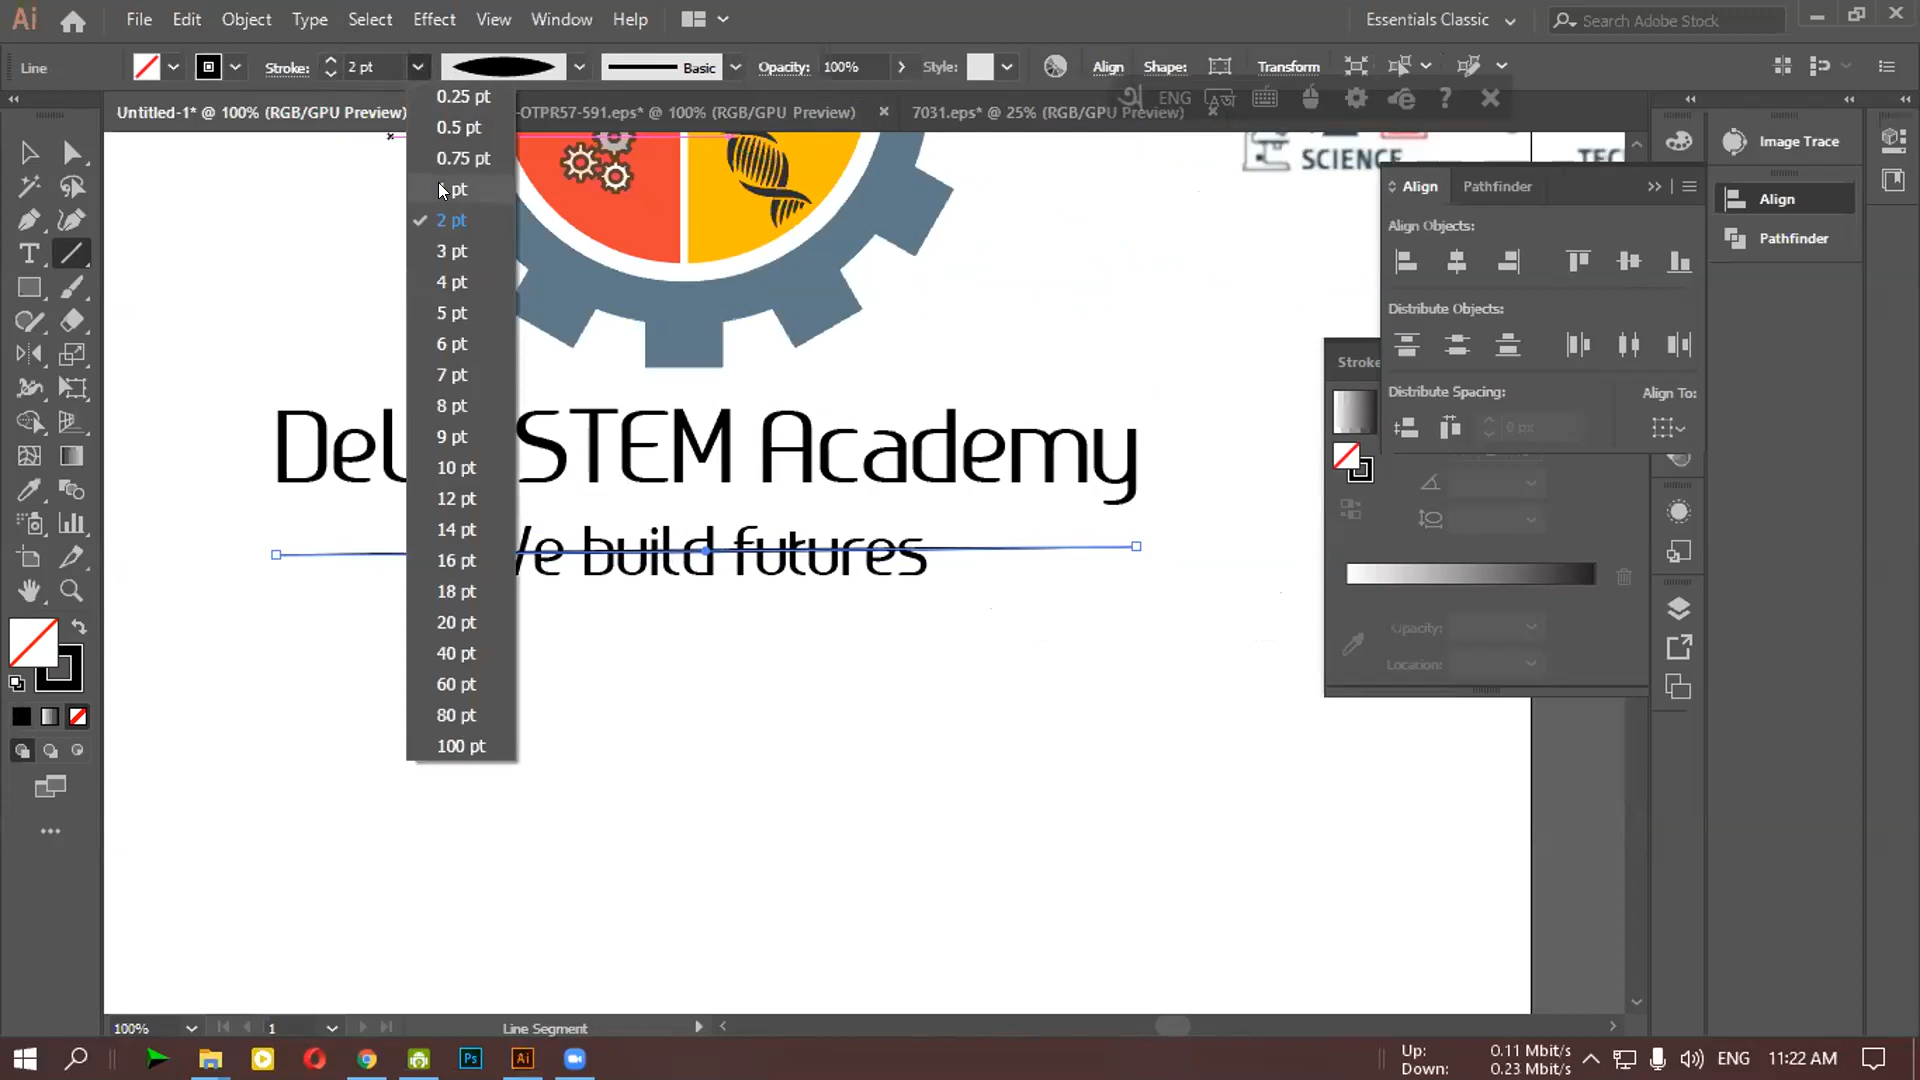 Ai File Edit Object Type Select Effect View Window Help Essentials Classic Search Adobe Stock
Line Stroke: 2 pt Basic Opacity: 100% Style: Align Shape: Transform
Untitled-1* @ 100% (RGB/GPU Preview) -OTPR57-591.eps* @ 100% (RGB/GPU Preview) 7031.eps* @ 25% (RGB/GPU Preview)
অ ENG
0.25 pt
0.5 pt
0.75 pt
pt
2 pt
3 pt
4 pt
5 pt
6 pt
7 pt
8 pt
9 pt
10 pt
12 pt
14 pt
16 pt
18 pt
20 pt
40 pt
60 pt
80 pt
100 pt
SCIENCE TEC
STEM Academy
We build futures
Image Trace
Align
Pathfinder
Align Pathfinder
Align Objects:
Distribute Objects:
Distribute Spacing: Align To:
0 px
Stroke
Opacity:
Location:
100% 1 Line Segment
Ps Ai
Up: 0.11 Mbit/s
Down: 0.23 Mbit/s
ENG 11:22 AM